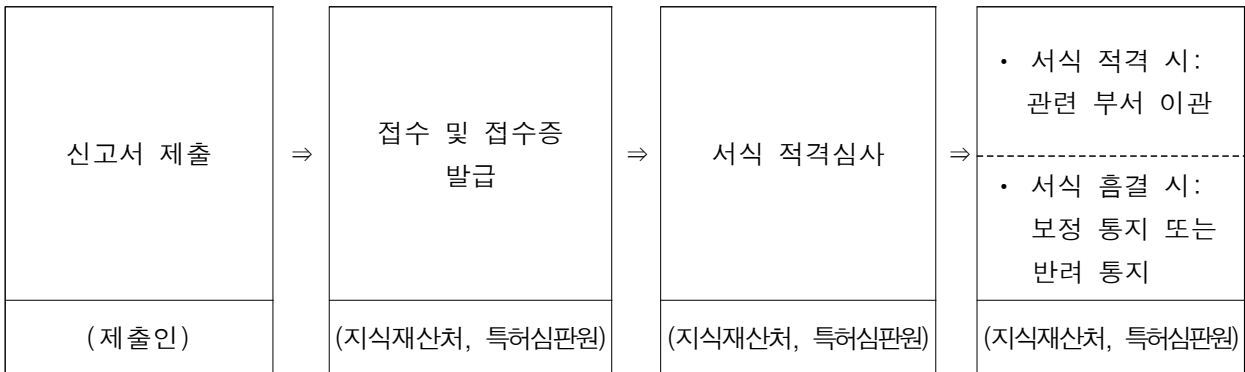 신고서 제출
⇒
접수 및 접수증
발급
⇒
서식 적격심사
⇒
• 서식 적격 시:
관련 부서 이관
• 서식 흠결 시:
보정 통지 또는
반려 통지
(제출인)
(지식재산처, 특허심판원)
(지식재산처, 특허심판원)
(지식재산처, 특허심판원)